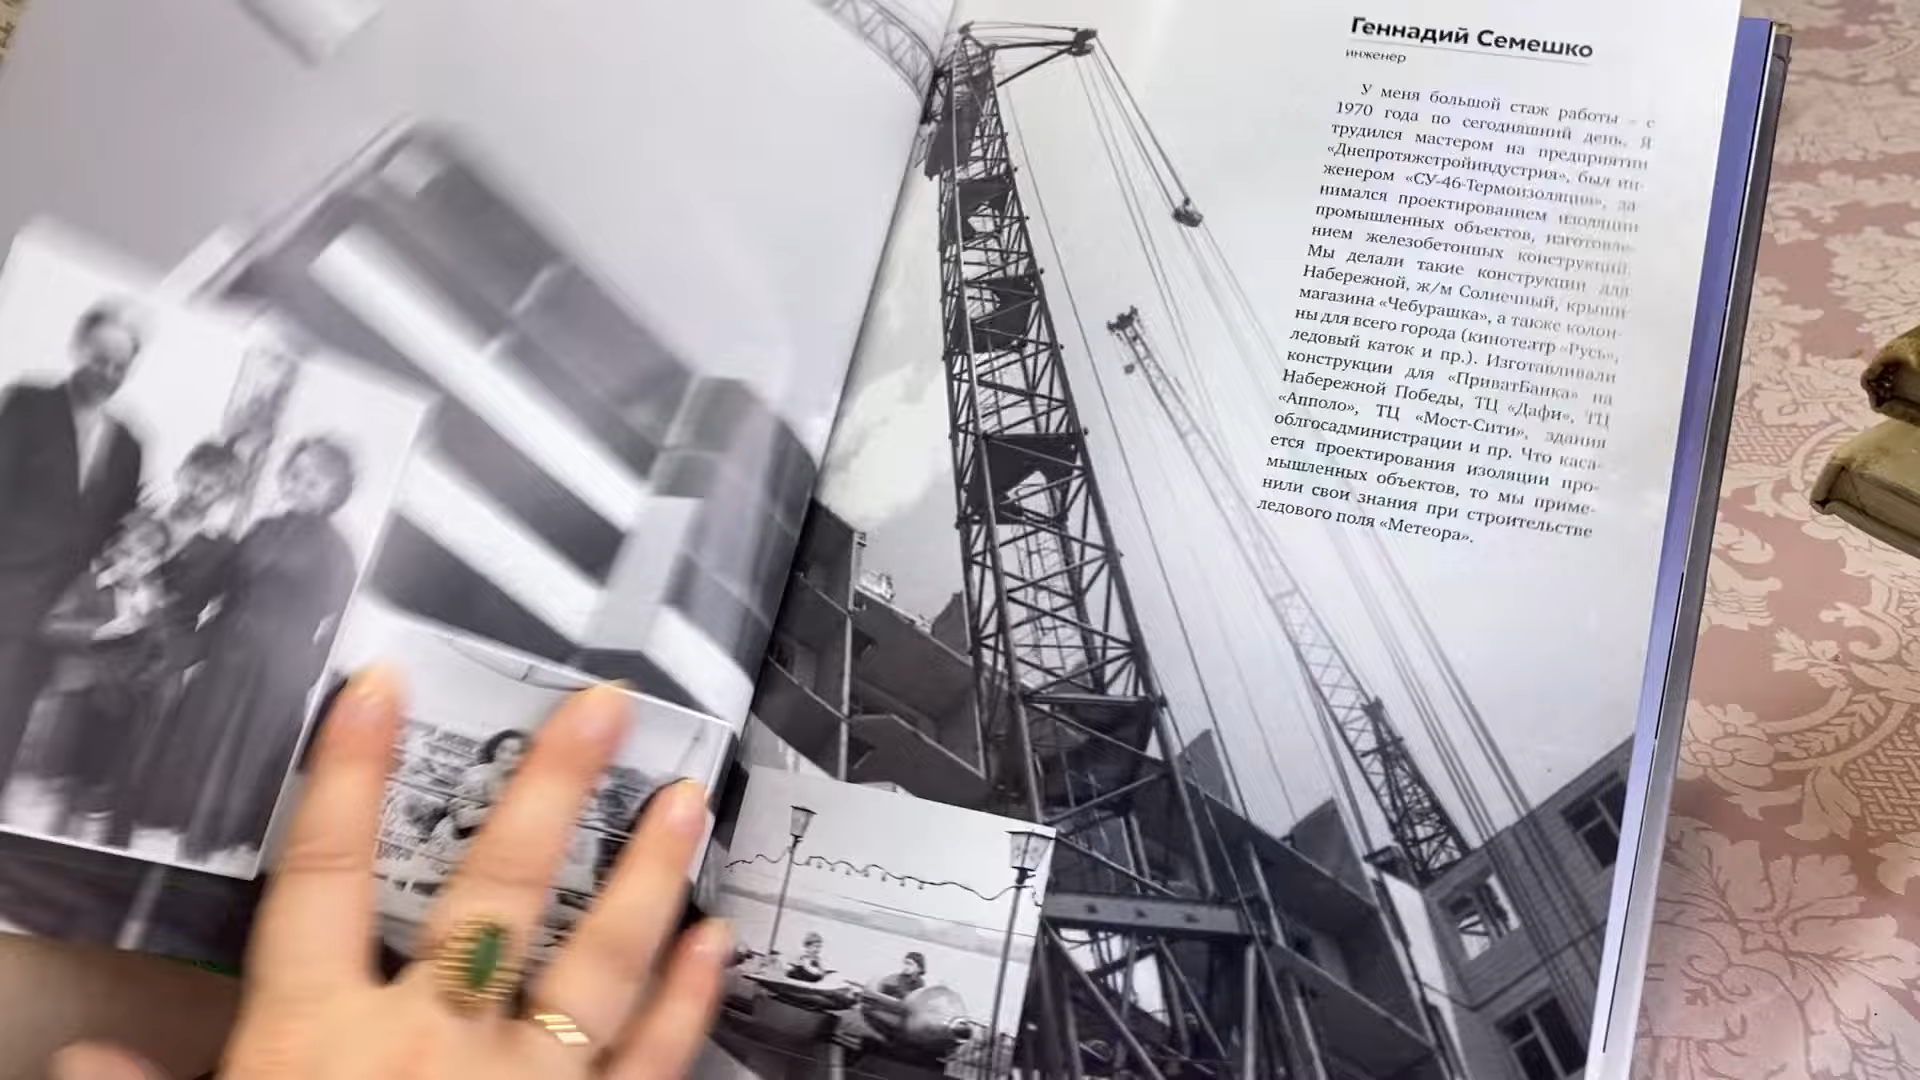 Геннадий Семешко
инженер
У меня большой стаж работы – с
1970 года по сегодняшний день. Я
трудился мастером на предприятии
«Днепротяжстройиндустрия», был ин-
женером «СУ-46-Термоизоляция», за
нимался проектированием изоляции
промышленных объектов, изготовле-
нием железобетонных конструкций.
Мы делали такие конструкции для
Набережной, ж/м Солнечный, крыши
магазина «Чебурашка», а также колон-
ны для всего города (кинотеатр «Русь»,
ледовый каток и пр.). Изготавливали
конструкции для «ПриватБанка» на
Набережной Победы, ТЦ «Дафи», ТЦ
«Апполо», ТЦ «Мост-Сити», здания
облгосадминистрации и пр. Что каса-
ется проектирования изоляции про-
мышленных объектов, то мы приме-
нили свои знания при строительстве
ледового поля «Метеора».